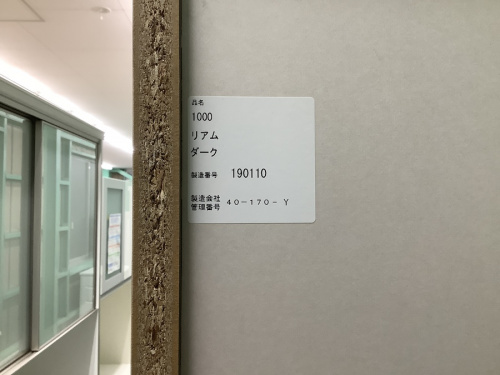 品名
1000
リアム
ダーク
製造番号 190110
製造会社
管理番号 40-170-Y